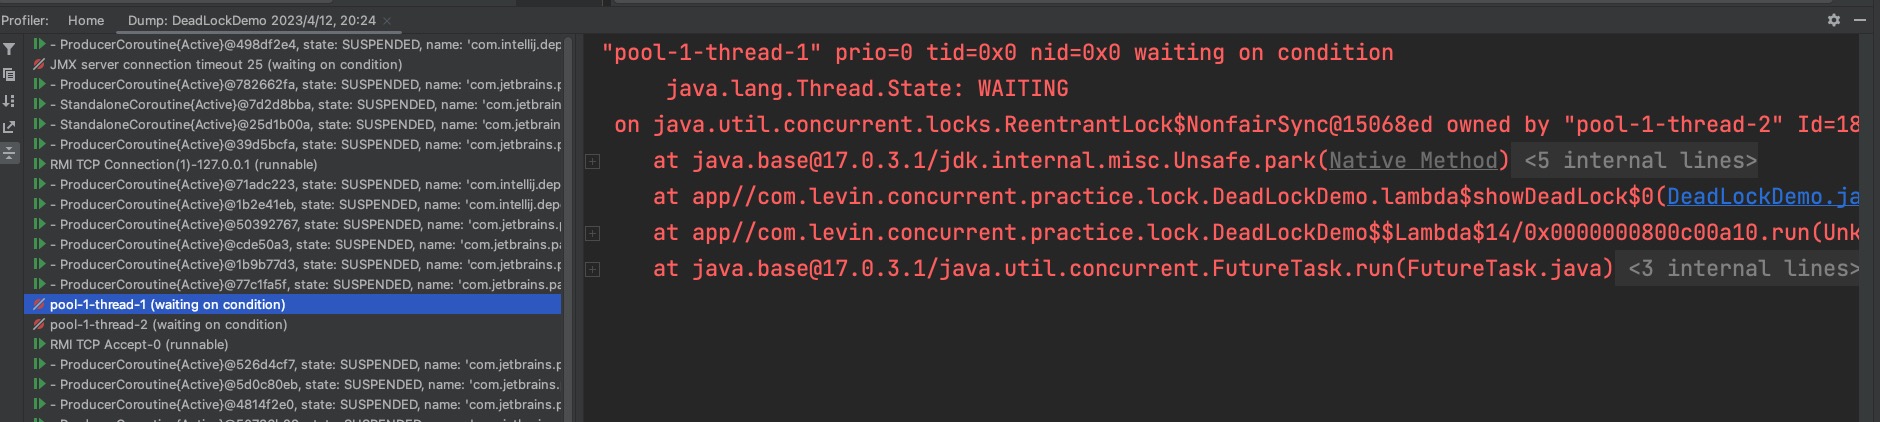 Profiler: Home Dump: DeadLockDemo 2023/4/12, 20:24
- ProducerCoroutine{Active}@498df2e4, state: SUSPENDED, name: 'com.intellij.dep
JMX server connection timeout 25 (waiting on condition)
- ProducerCoroutine{Active}@782662fa, state: SUSPENDED, name: 'com.jetbrains.p
- StandaloneCoroutine{Active}@7d2d8bba, state: SUSPENDED, name: 'com.jetbrain
- StandaloneCoroutine{Active}@25d1b00a, state: SUSPENDED, name: 'com.jetbrain
- ProducerCoroutine{Active}@39d5bcfa, state: SUSPENDED, name: 'com.jetbrains.p
RMI TCP Connection(1)-127.0.0.1 (runnable)
- ProducerCoroutine{Active}@71adc223, state: SUSPENDED, name: 'com.intellij.dep
- ProducerCoroutine{Active}@1b2e41eb, state: SUSPENDED, name: 'com.intellij.dep
- ProducerCoroutine{Active}@50392767, state: SUSPENDED, name: 'com.jetbrains.p
- ProducerCoroutine{Active}@cde50a3, state: SUSPENDED, name: 'com.jetbrains.pa
- ProducerCoroutine{Active}@1b9b77d3, state: SUSPENDED, name: 'com.jetbrains.p
- ProducerCoroutine{Active}@77c1fa5f, state: SUSPENDED, name: 'com.jetbrains.pa
pool-1-thread-1 (waiting on condition)
pool-1-thread-2 (waiting on condition)
RMI TCP Accept-0 (runnable)
- ProducerCoroutine{Active}@526d4cf7, state: SUSPENDED, name: 'com.jetbrains.p
- ProducerCoroutine{Active}@5d0c80eb, state: SUSPENDED, name: 'com.jetbrains.
- ProducerCoroutine{Active}@4814f2e0, state: SUSPENDED, name: 'com.jetbrains.p
"pool-1-thread-1" prio=0 tid=0x0 nid=0x0 waiting on condition
java.lang.Thread.State: WAITING
on java.util.concurrent.locks.ReentrantLock$NonfairSync@15068ed owned by "pool-1-thread-2" Id=18
at java.base@17.0.3.1/jdk.internal.misc.Unsafe.park(Native Method) <5 internal lines>
at app//com.levin.concurrent.practice.lock.DeadLockDemo.lambda$showDeadLock$0(DeadLockDemo.ja
at app//com.levin.concurrent.practice.lock.DeadLockDemo$$Lambda$14/0x0000000800c00a10.run(Unk
at java.base@17.0.3.1/java.util.concurrent.FutureTask.run(FutureTask.java) <3 internal lines>